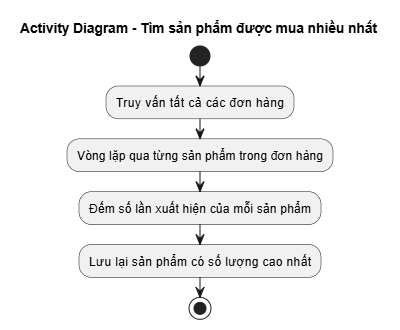 Activity Diagram - Tìm sản phẩm được mua nhiều nhất
Truy vấn tất cả các đơn hàng
Vòng lặp qua từng sản phẩm trong đơn hàng
Đếm số lần xuất hiện của mỗi sản phẩm
Lưu lại sản phẩm có số lượng cao nhất